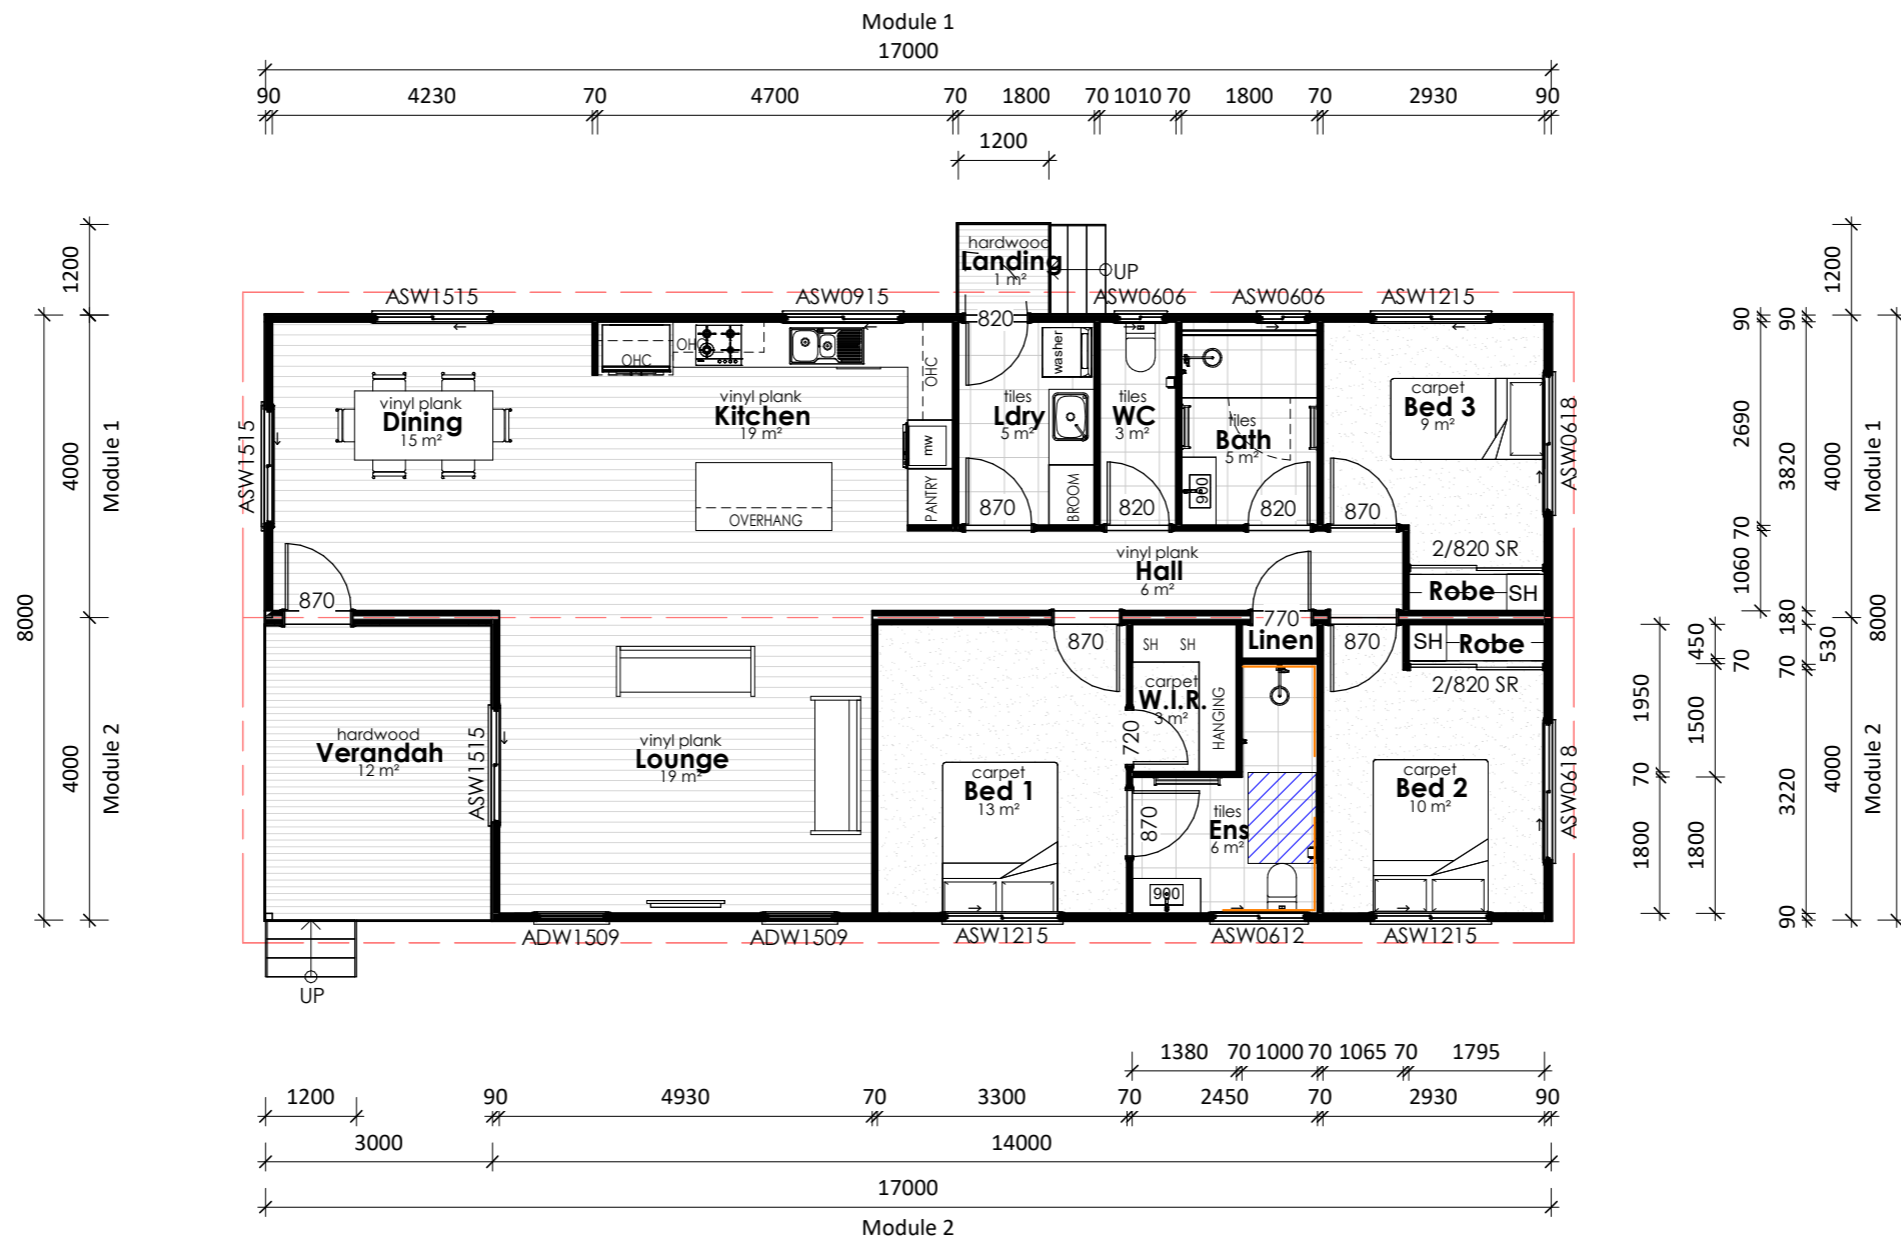 Module 1
17000
90 4230 70 4700 70 1800 70 1010 70 1800 70 2930 90
1200
hardwood
Landing
1 m²
UP
ASW1515
ASW0915
ASW0606
ASW0606
ASW1215
820
OHC
OHC
OHC
washer
vinyl plank
Dining
15 m²
vinyl plank
Kitchen
19 m²
tiles
Ldry
5 m²
tiles
WC
3 m²
tiles
Bath
5 m²
carpet
Bed 3
9 m²
ASW1515
ASW0618
mw
PANTRY
OVERHANG
BROOM
900
870
820
820
870
vinyl plank
Hall
6 m²
2/820 SR
Robe
SH
870
770
Linen
870
870
SH
Robe
2/820 SR
SH SH
carpet
W.I.R.
3 m²
HANGING
720
hardwood
Verandah
12 m²
ASW1515
vinyl plank
Lounge
19 m²
carpet
Bed 1
13 m²
870
tiles
Ens
6 m²
900
carpet
Bed 2
10 m²
ASW0618
ADW1509
ADW1509
ASW1215
ASW0612
ASW1215
UP
8000
1200
4000
4000
Module 1
Module 2
1950
70
1800
450
1500
1800
90
2690
70
1060
70
90
3820
180
530
70
3220
90
1200
4000
4000
Module 1
Module 2
8000
1380 70 1000 70 1065 70 1795
1200 90 4930 70 3300 70 2450 70 2930 90
3000 14000
17000
Module 2